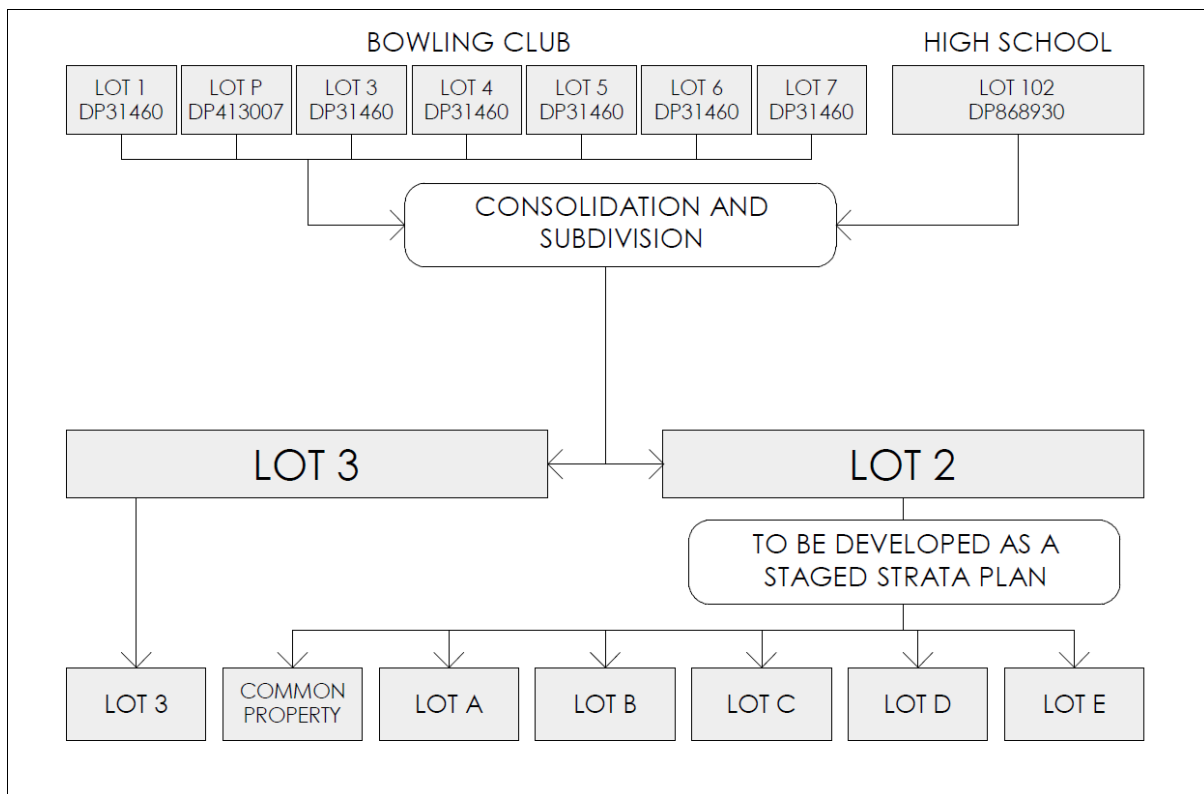 BOWLING CLUB
HIGH SCHOOL
LOT 1
DP31460
LOT P
DP413007
LOT 3
DP31460
LOT 4
DP31460
LOT 5
DP31460
LOT 6
DP31460
LOT 7
DP31460
LOT 102
DP868930
CONSOLIDATION AND
SUBDIVISION
LOT 3
LOT 2
TO BE DEVELOPED AS A
STAGED STRATA PLAN
LOT 3
COMMON
PROPERTY
LOT A
LOT B
LOT C
LOT D
LOT E